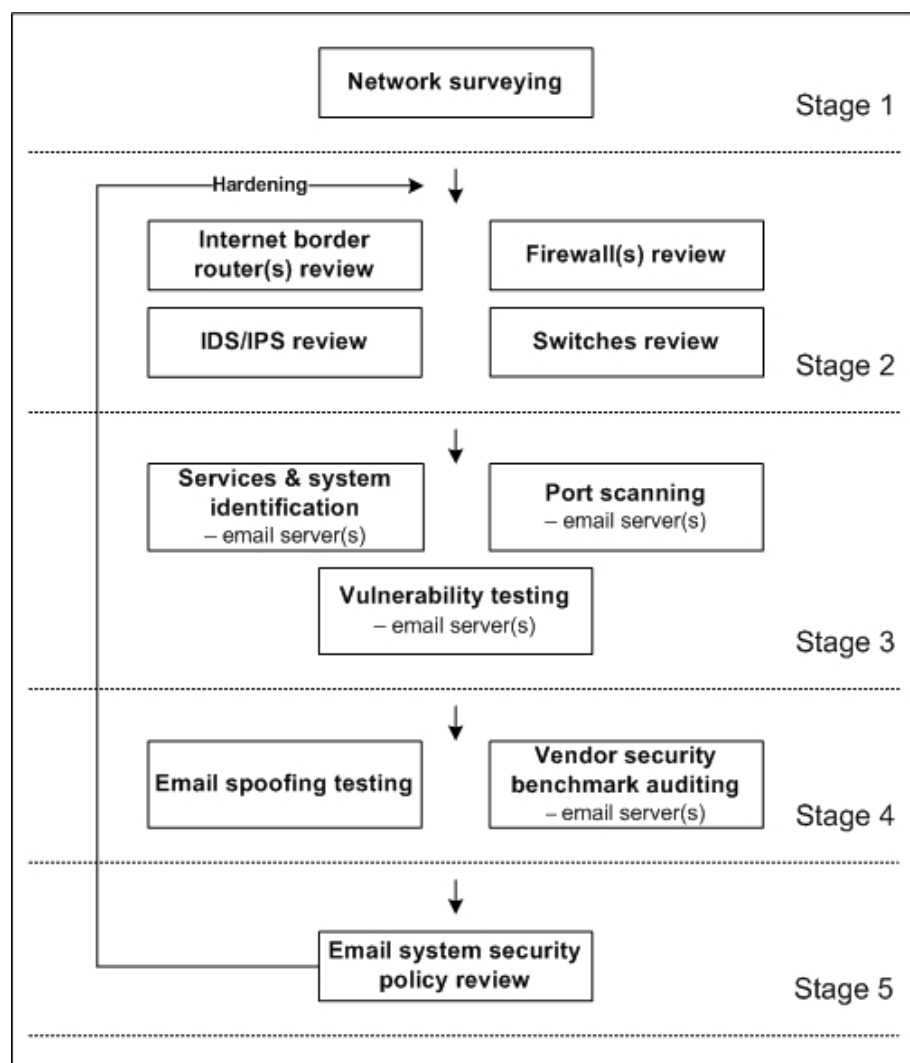 Network surveying
Stage 1
Hardening
Internet border
router(s) review
Firewall(s) review
IDS/IPS review
Switches review
Stage 2
Services & system
identification
– email server(s)
Port scanning
– email server(s)
Vulnerability testing
– email server(s)
Stage 3
Email spoofing testing
Vendor security
benchmark auditing
– email server(s)
Stage 4
Email system security
policy review
Stage 5